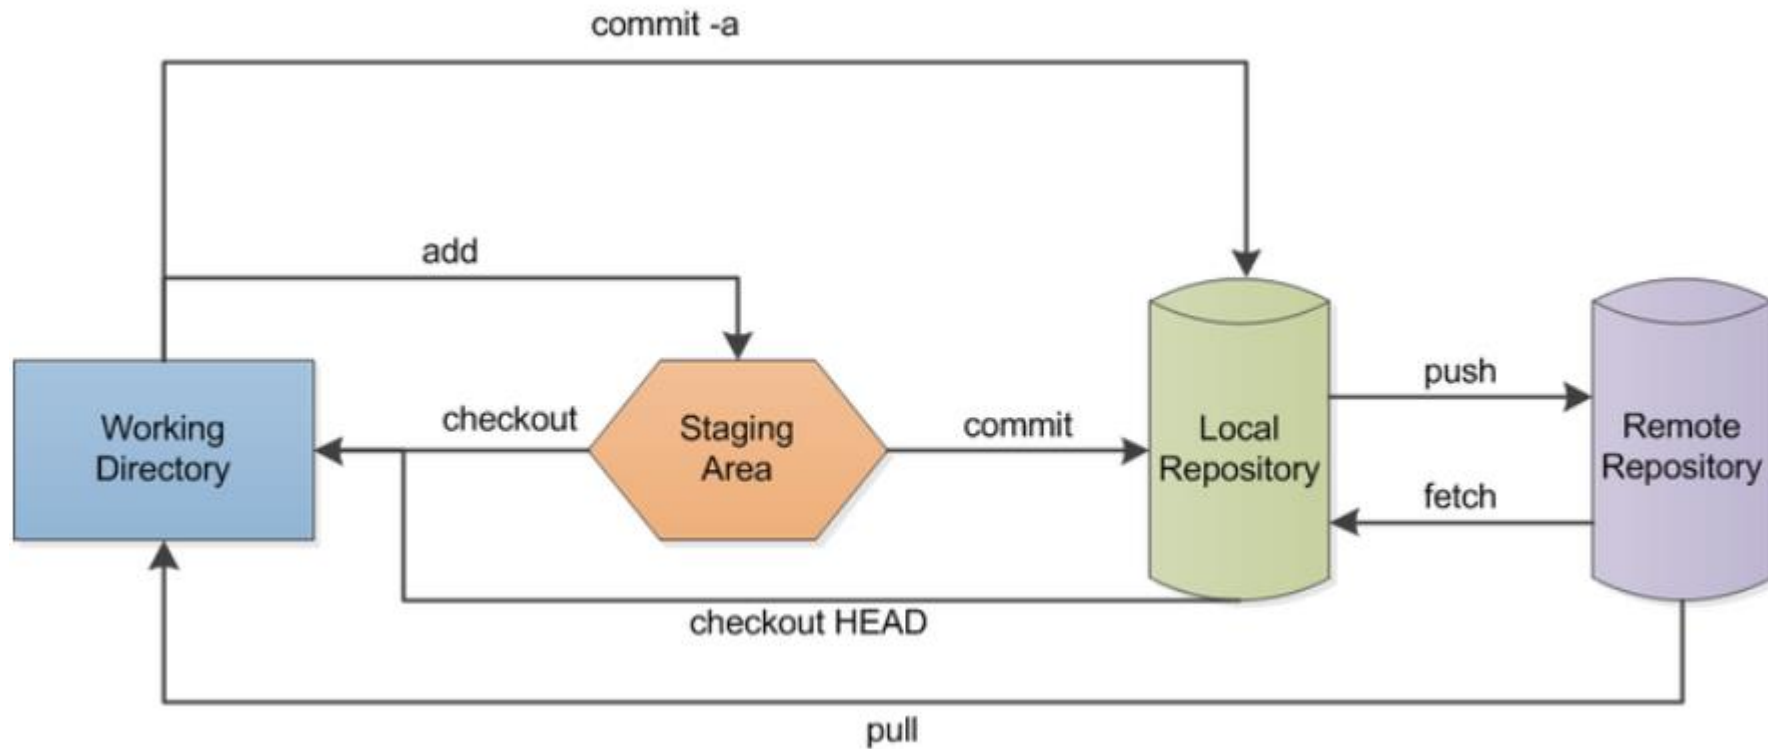 commit -a
add
checkout
commit
push
Working
Directory
Staging
Area
Local
Repository
Remote
Repository
fetch
checkout HEAD
pull